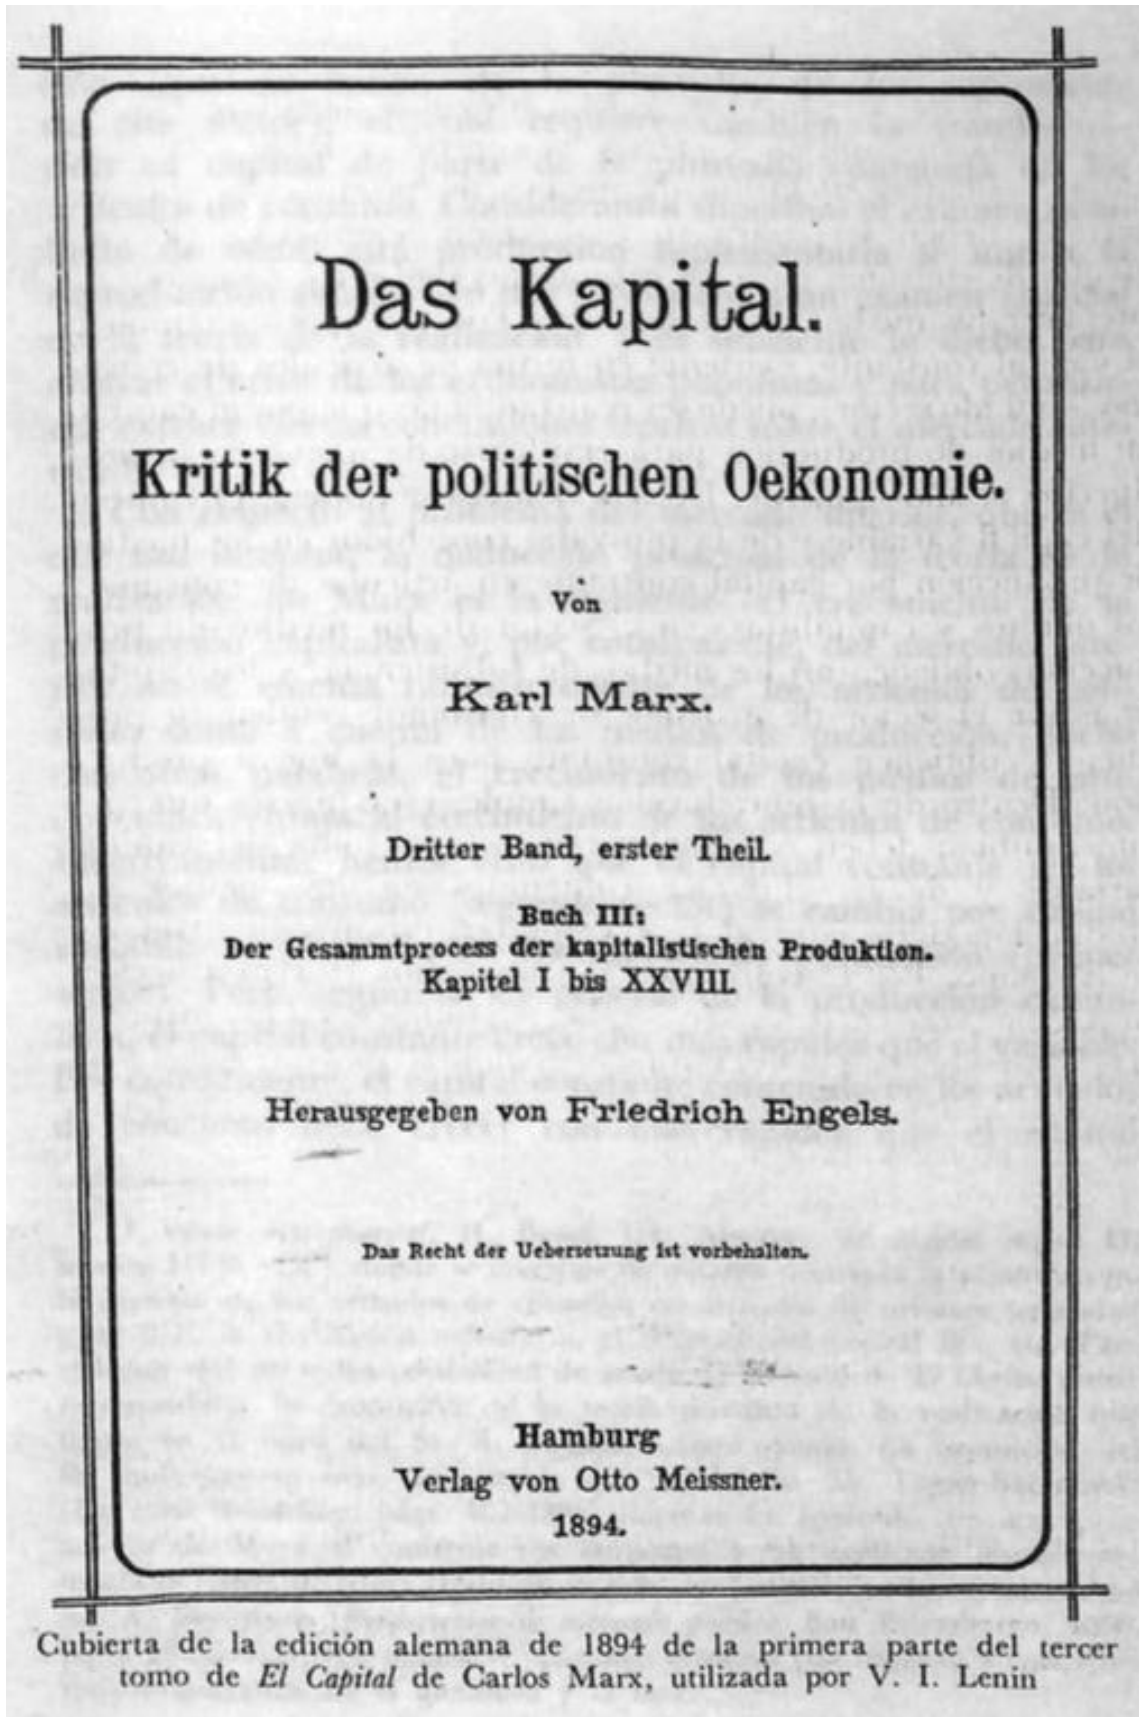 Das Kapital.
Kritik der politischen Oekonomie.
Von
Karl Marx.
Dritter Band, erster Theil.
Buch III:
Der Gesammtprocess der kapitalistischen Produktion.
Kapitel I bis XXVIII.
Herausgegeben von Friedrich Engels.
Das Recht der Uebersetzung ist vorbehalten.
Hamburg
Verlag von Otto Meissner.
1894.
Cubierta de la edición alemana de 1894 de la primera parte del tercer
tomo de El Capital de Carlos Marx, utilizada por V. I. Lenin